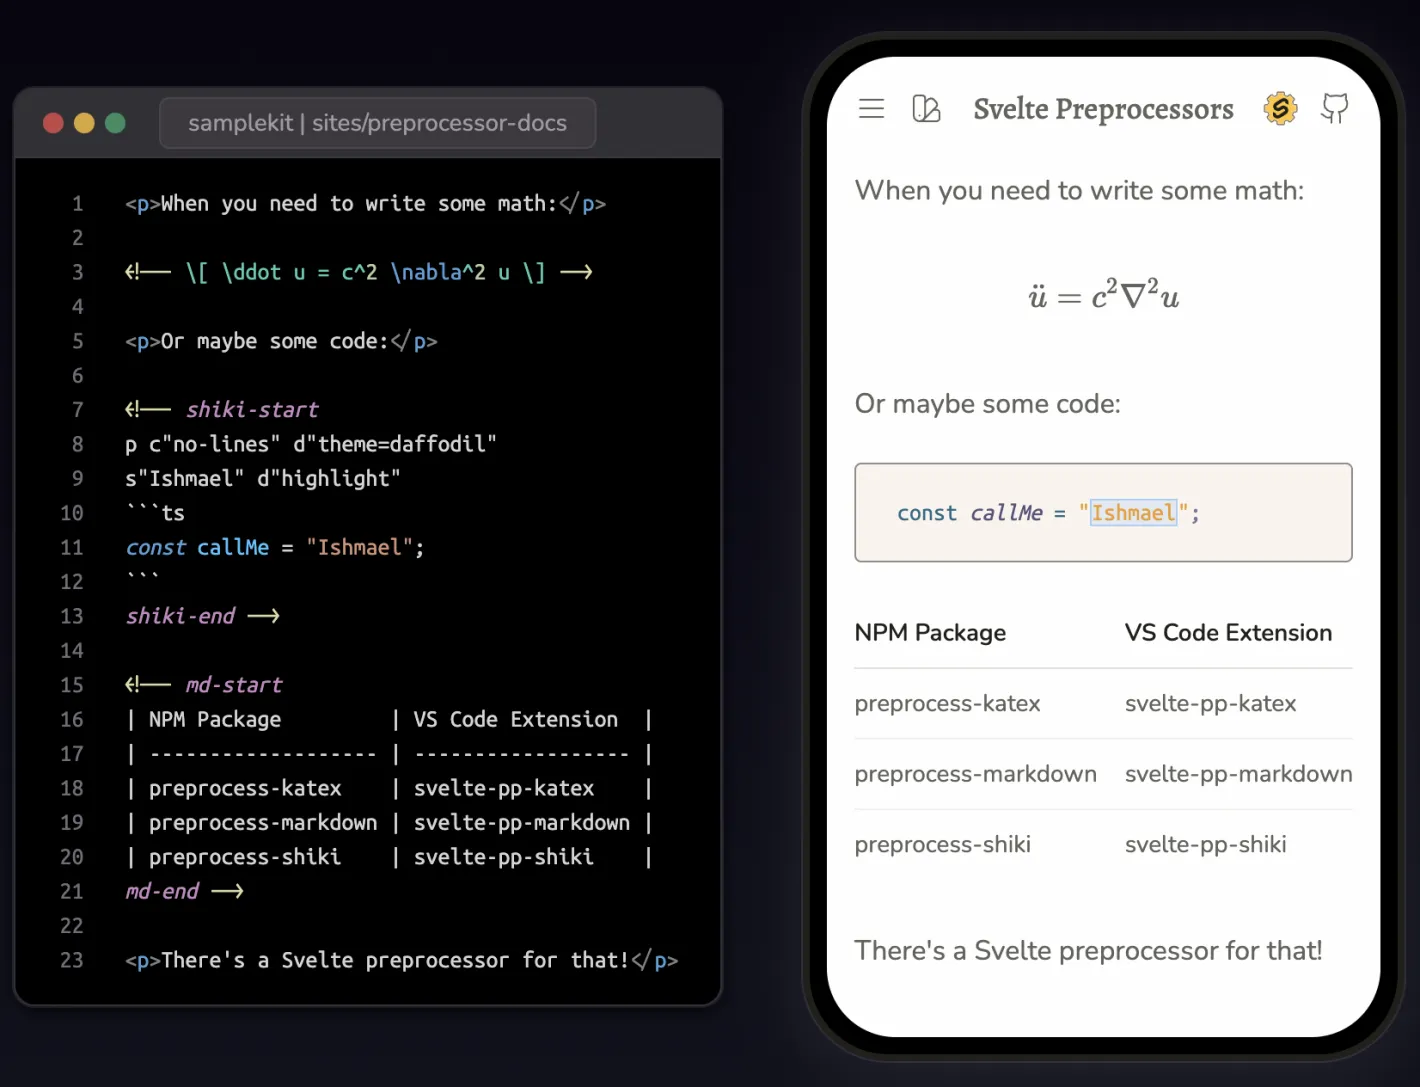 samplekit | sites/preprocessor-docs
1 <p>When you need to write some math:</p>
2
3 <!-- \[ \ddot u = c^2 \nabla^2 u \] -->
4
5 <p>Or maybe some code:</p>
6
7 <!-- shiki-start
8 p c"no-lines" d"theme=daffodil"
9 s"Ishmael" d"highlight"
10 ```ts
11 const callMe = "Ishmael";
12 ```
13 shiki-end -->
14
15 <!-- md-start
16 | NPM Package         | VS Code Extension  |
17 | ------------------- | ------------------ |
18 | preprocess-katex    | svelte-pp-katex    |
19 | preprocess-markdown | svelte-pp-markdown |
20 | preprocess-shiki    | svelte-pp-shiki    |
21 md-end -->
22
23 <p>There's a Svelte preprocessor for that!</p>
Svelte Preprocessors
When you need to write some math:
ü = c²∇²u
Or maybe some code:
const callMe = "Ishmael";
NPM Package VS Code Extension
preprocess-katex svelte-pp-katex
preprocess-markdown svelte-pp-markdown
preprocess-shiki svelte-pp-shiki
There's a Svelte preprocessor for that!